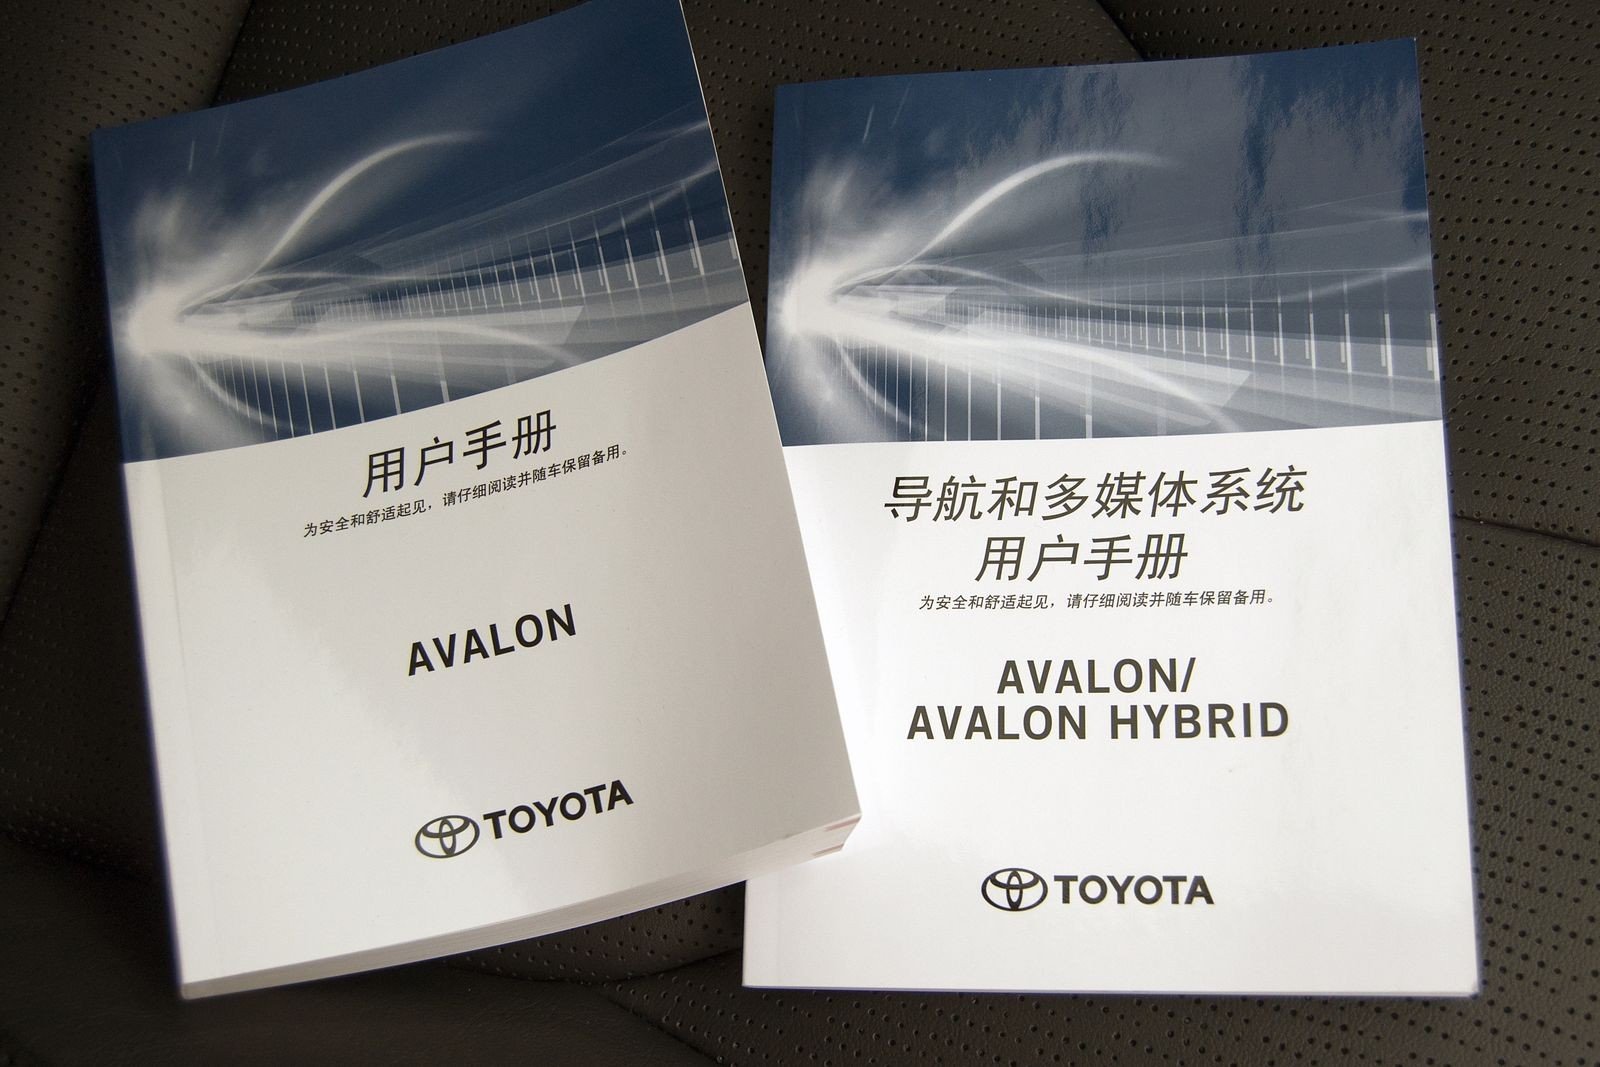 用户手册
为安全和舒适起见，请仔细阅读并随车保留备用。
AVALON
TOYOTA
导航和多媒体系统
用户手册
为安全和舒适起见，请仔细阅读并随车保留备用。
AVALON/
AVALON HYBRID
TOYOTA